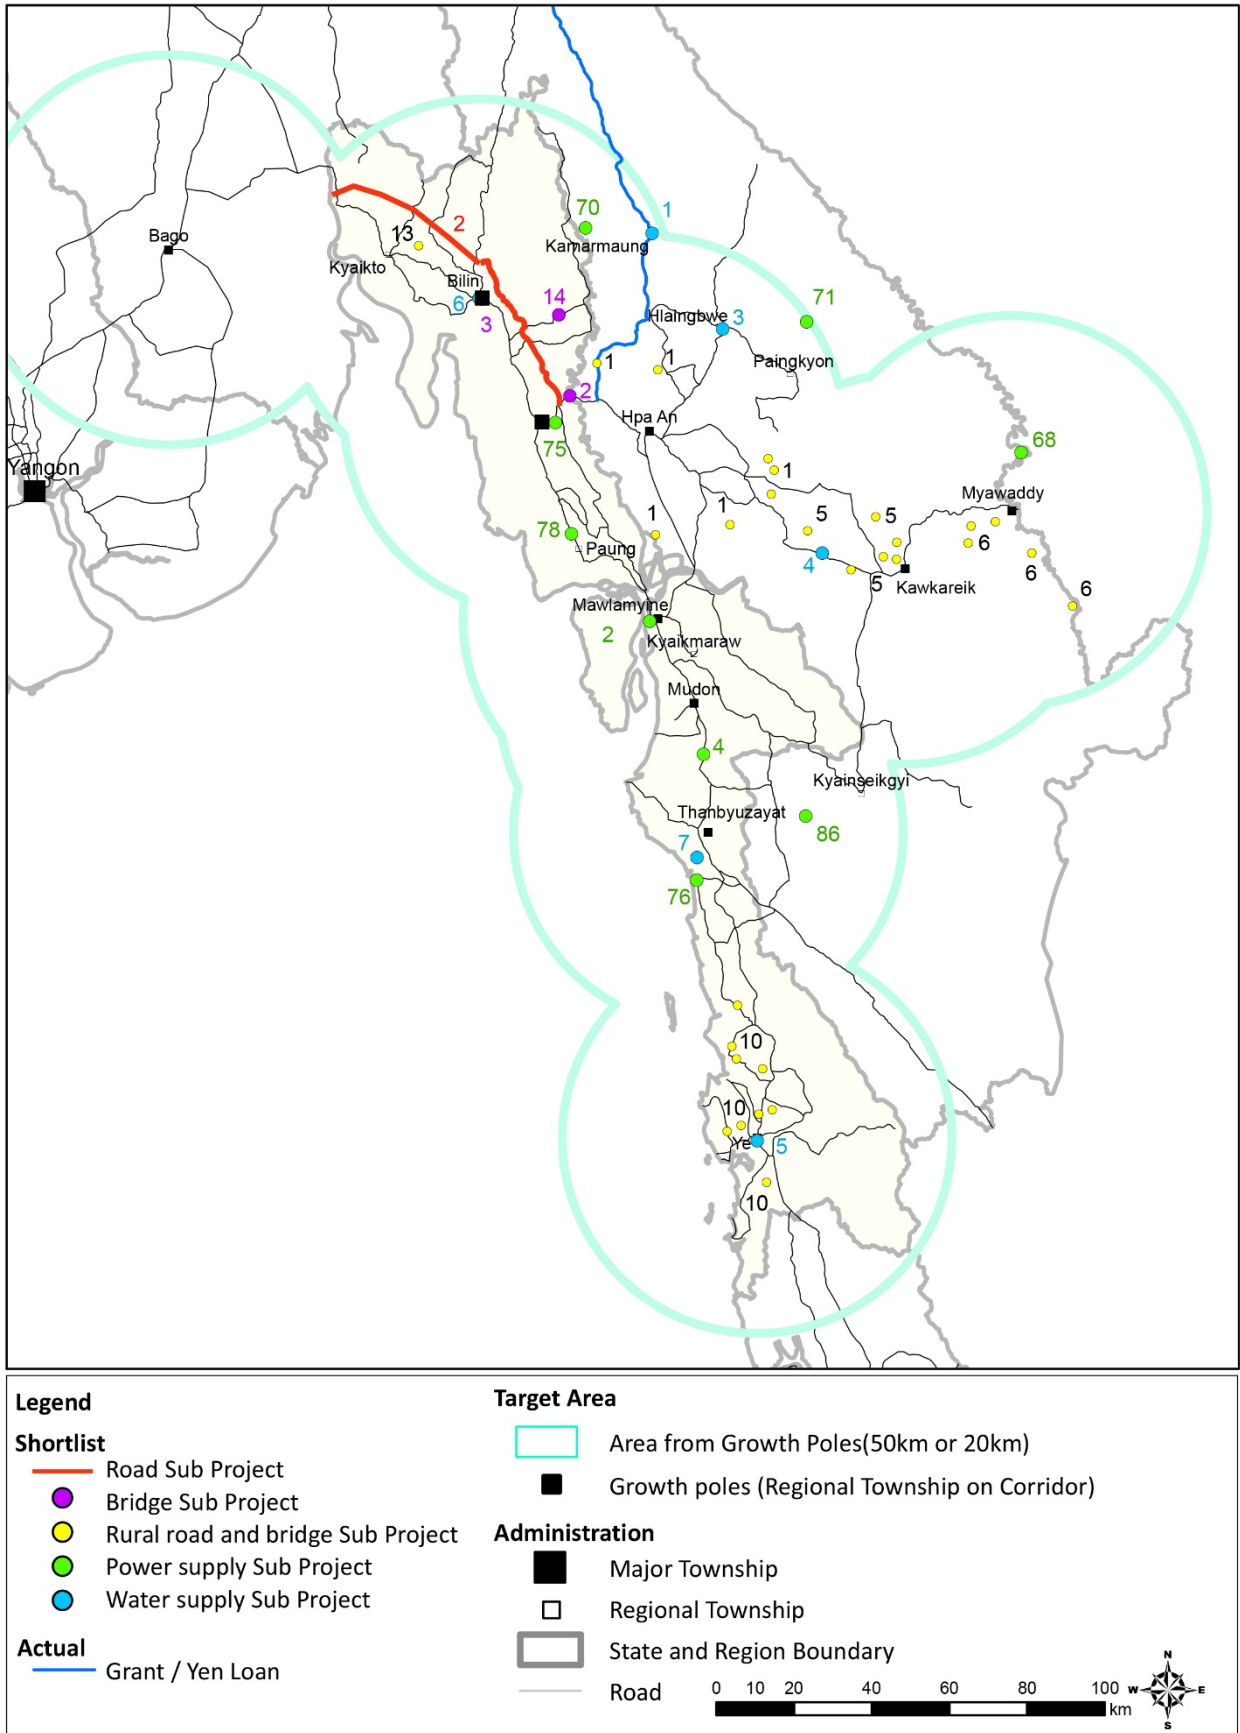 70
1
2
13
Bago
Kamarmaung
Kyaikto
Bilin
6
14
71
3
Hlaingbwe
3
1
1
Paingkyon
2
Hpa An
75
68
1
Myawaddy
Yangon
1
1
5
5
78
Paung
4
6
6
5
Kawkareik
6
Mawlamyine
2
Kyaikmaraw
Mudon
4
Kyainseikgyi
Thanbyuzayat
86
7
76
10
10
Ye
5
10
Legend
Shortlist
Road Sub Project
Bridge Sub Project
Rural road and bridge Sub Project
Power supply Sub Project
Water supply Sub Project
Actual
Grant / Yen Loan
Target Area
Area from Growth Poles(50km or 20km)
Growth poles (Regional Township on Corridor)
Administration
Major Township
Regional Township
State and Region Boundary
Road
0 10 20 40 60 80 100
km
N
W E
S